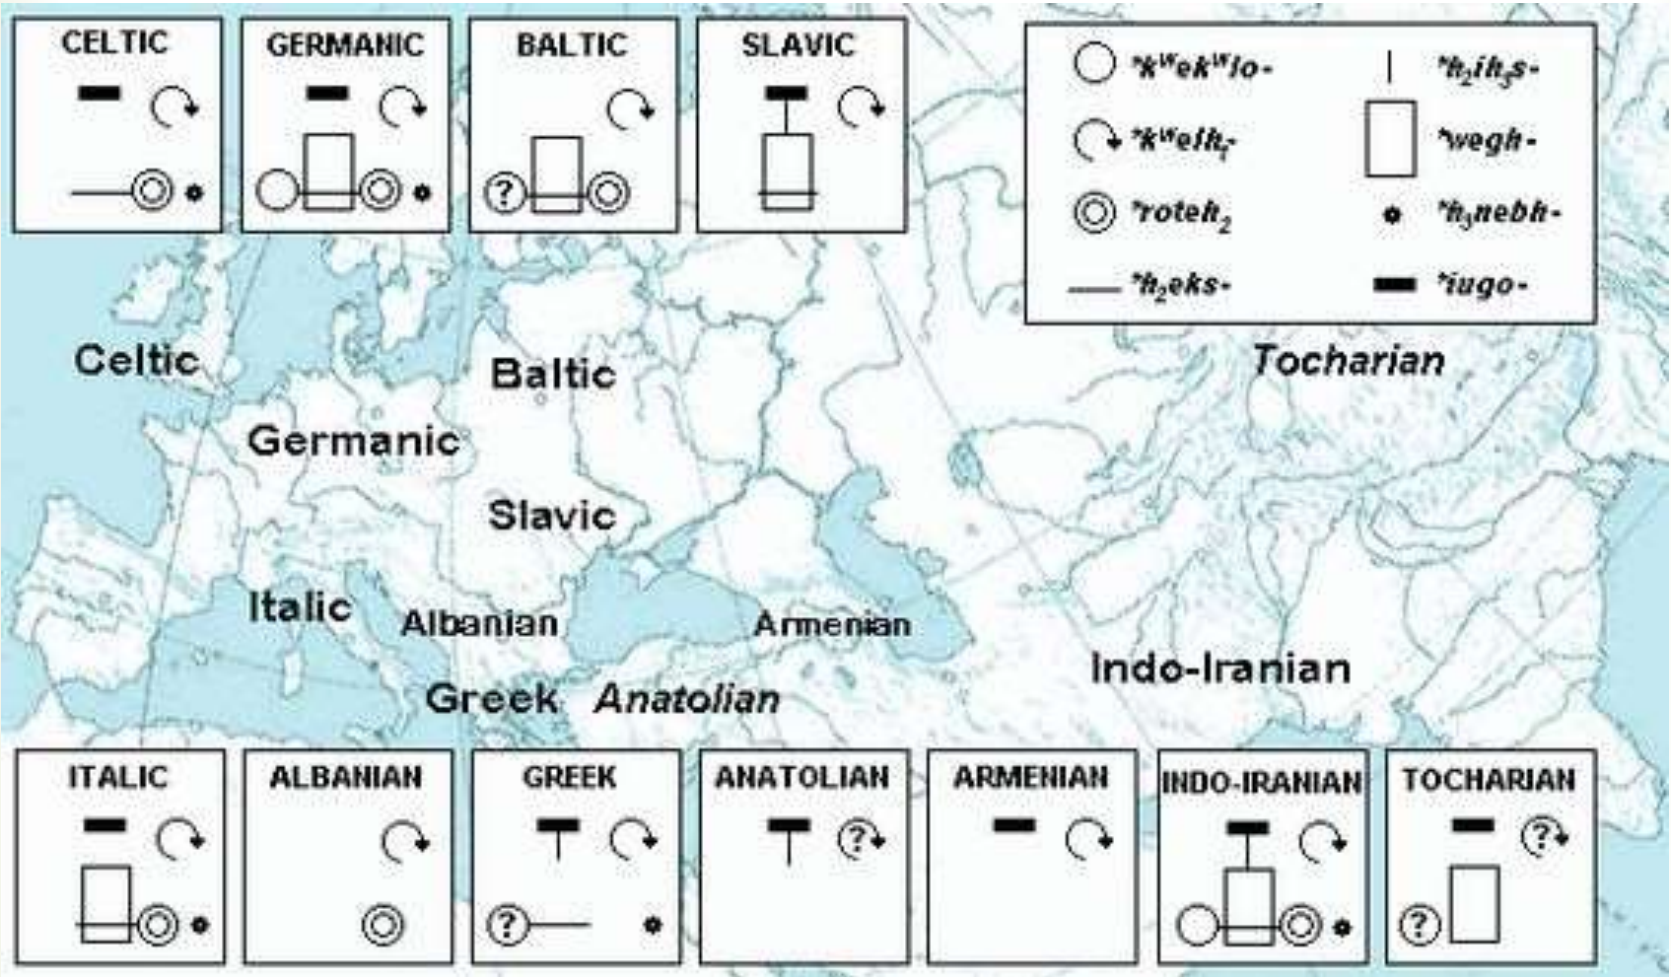 CELTIC
GERMANIC
BALTIC
SLAVIC
?
*kʷekʷlo-
*kʷelh₁-
*roteh₂
*h₂eks-
*h₂ih₃s-
*wegh-
*h₃nebh-
*iugo-
Celtic
Baltic
Tocharian
Germanic
Slavic
Italic
Albanian
Armenian
Greek
Anatolian
Indo-Iranian
ITALIC
ALBANIAN
GREEK
ANATOLIAN
ARMENIAN
INDO-IRANIAN
TOCHARIAN
?
?
?
?